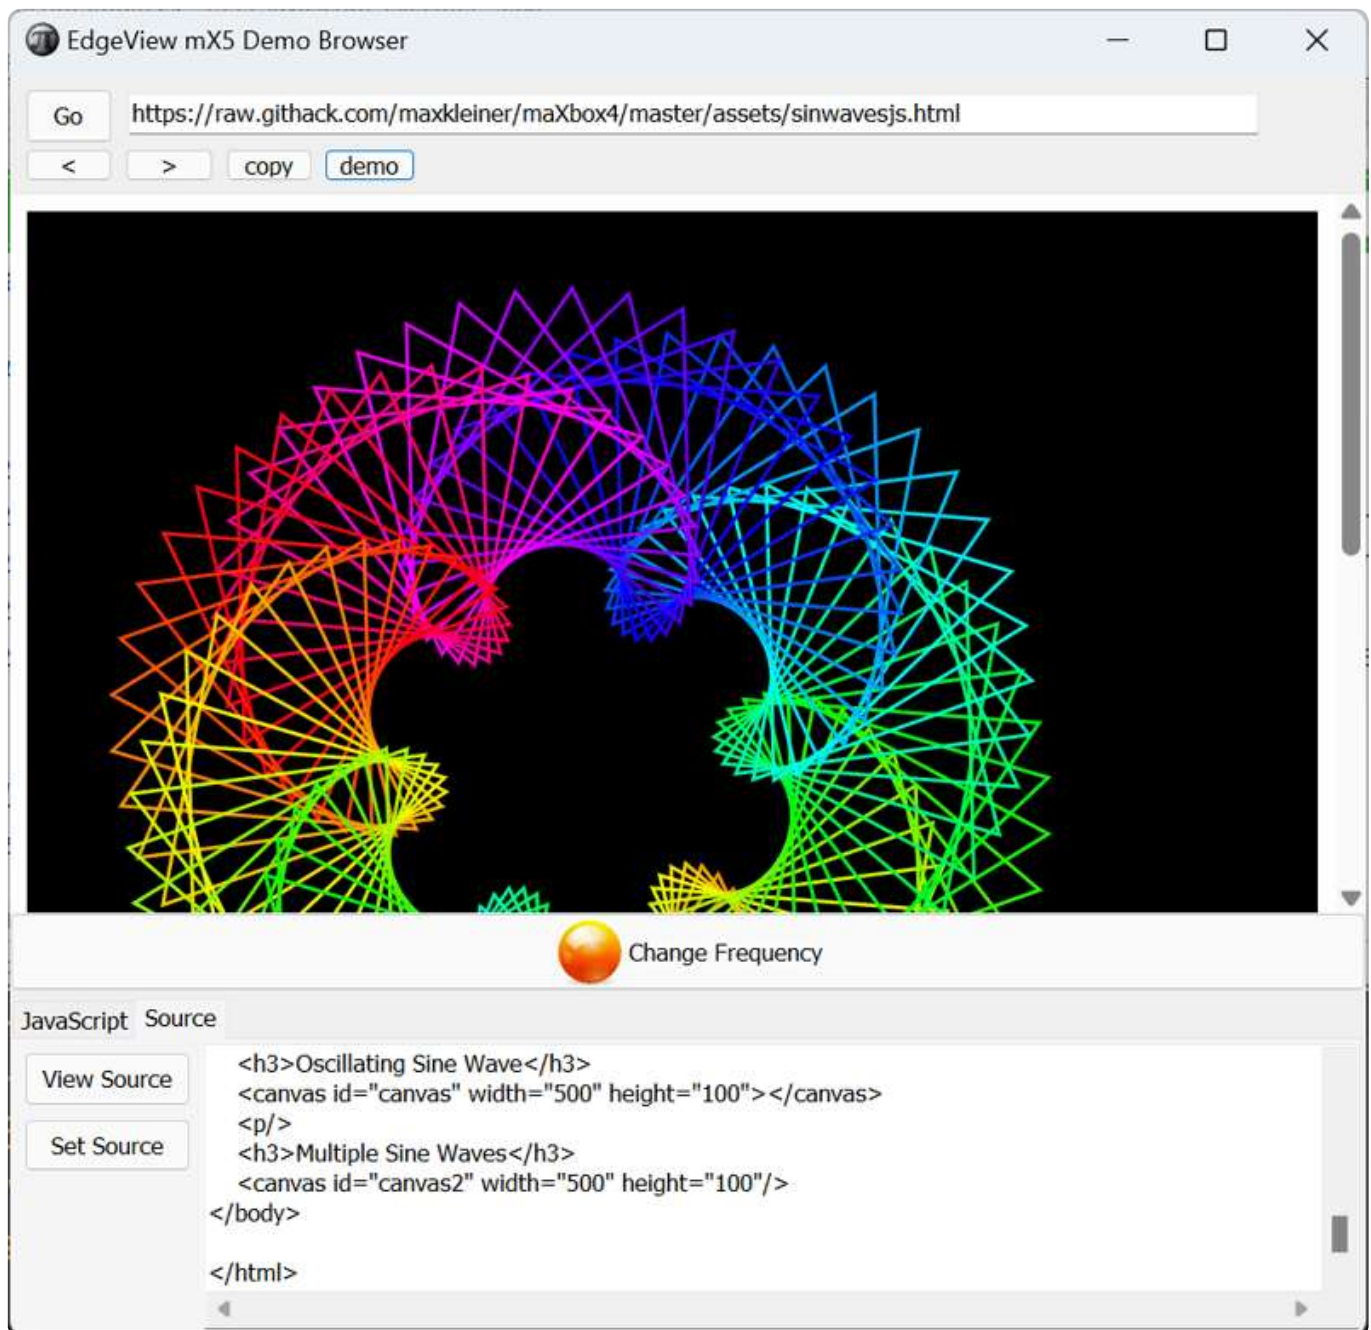 EdgeView mX5 Demo Browser
Go
https://raw.githack.com/maxkleiner/maXbox4/master/assets/sinwavesjs.html
< > copy demo
Change Frequency
JavaScript Source
View Source
Set Source
<h3>Oscillating Sine Wave</h3>
<canvas id="canvas" width="500" height="100"></canvas>
<p/>
<h3>Multiple Sine Waves</h3>
<canvas id="canvas2" width="500" height="100"/>
</body>
</html>